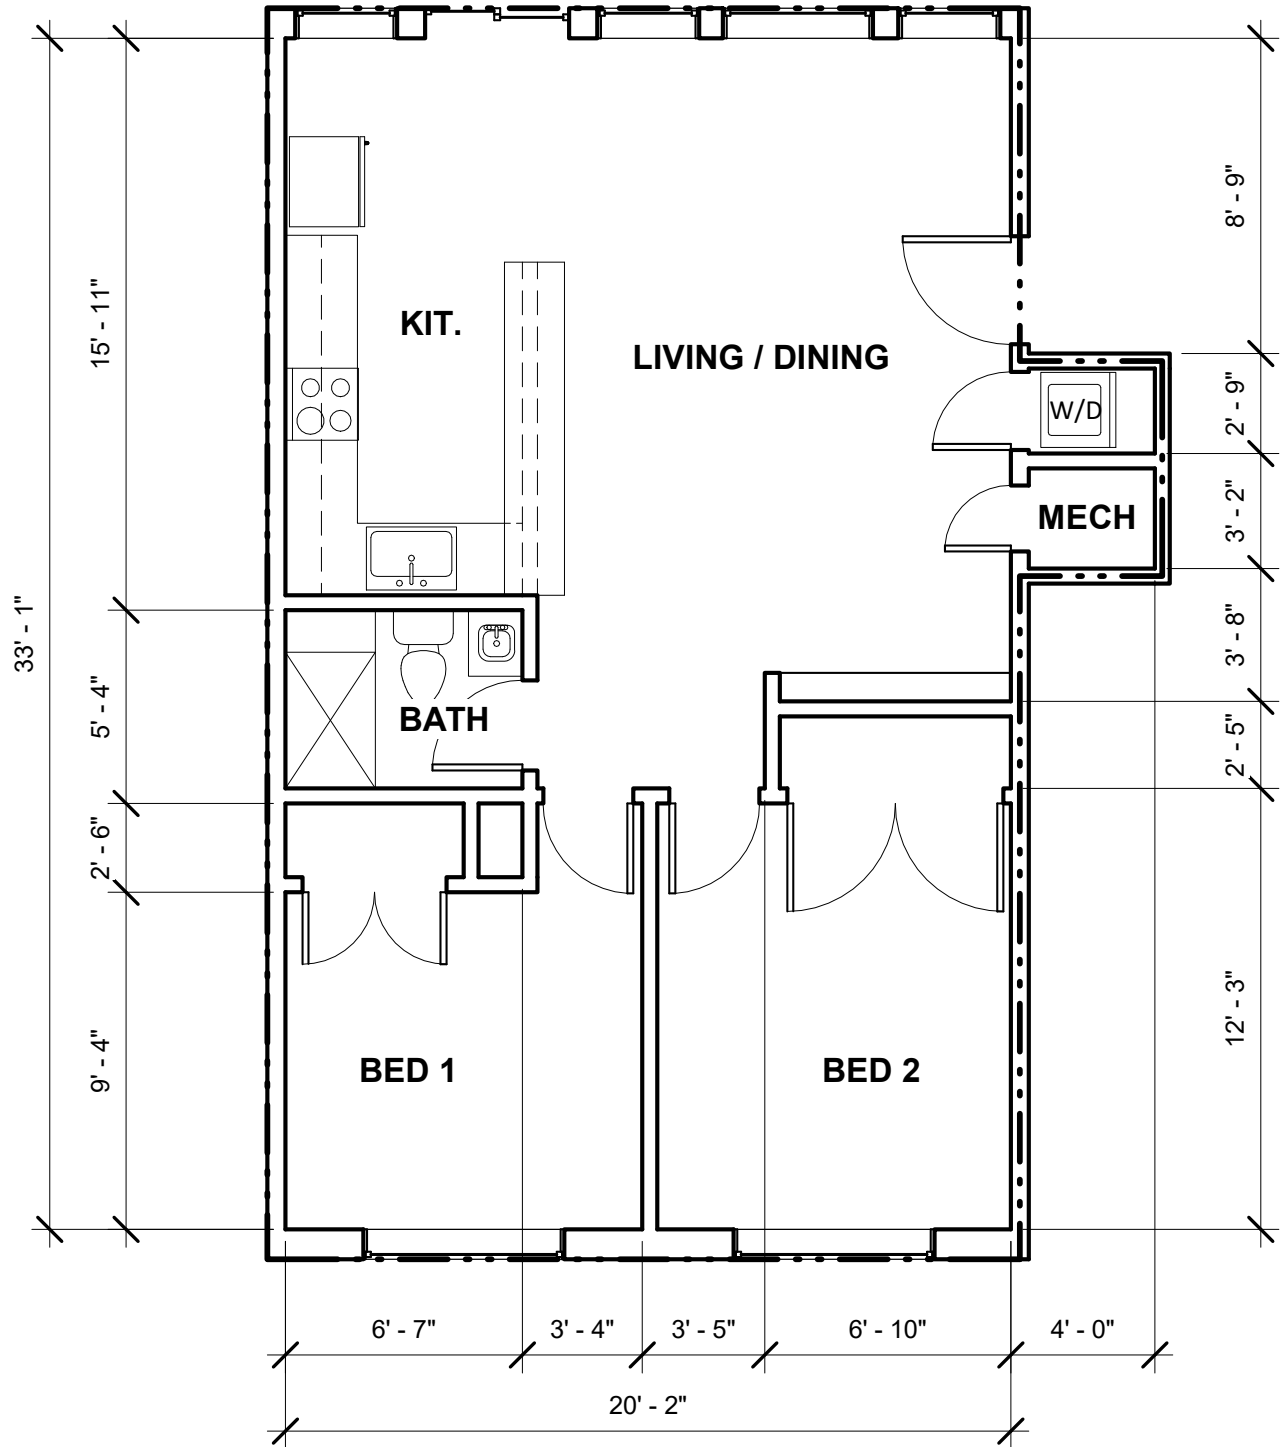 8' - 9"
15' - 11"
KIT.
LIVING / DINING
W/D
2' - 9"
MECH
3' - 2"
33' - 1"
3' - 8"
5' - 4"
BATH
2' - 5"
2' - 6"
12' - 3"
9' - 4"
BED 1
BED 2
6' - 7"
3' - 4"
3' - 5"
6' - 10"
4' - 0"
20' - 2"